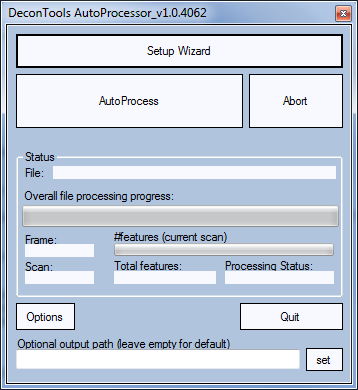 DeconTools AutoProcessor_v1.0.4062
Setup Wizard
AutoProcess
Abort
Status
File:
Overall file processing progress:
Frame:
#features (current scan)
Scan:
Total features:
Processing Status:
Options
Quit
Optional output path (leave empty for default)
set